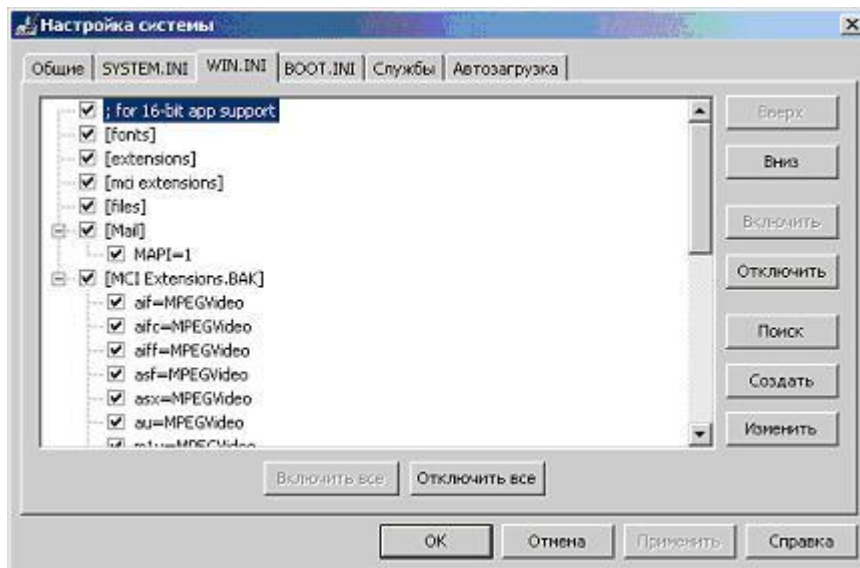 Настройка системы
Общие SYSTEM.INI WIN.INI BOOT.INI Службы Автозагрузка
; for 16-bit app support
[fonts]
[extensions]
[mci extensions]
[files]
[Mail]
MAPI=1
[MCI Extensions.BAK]
aif=MPEGVideo
aifc=MPEGVideo
aiff=MPEGVideo
asf=MPEGVideo
asx=MPEGVideo
au=MPEGVideo
Вверх
Вниз
Включить
Отключить
Поиск
Создать
Изменить
Включить все Отключить все
OK Отмена Применить Справка